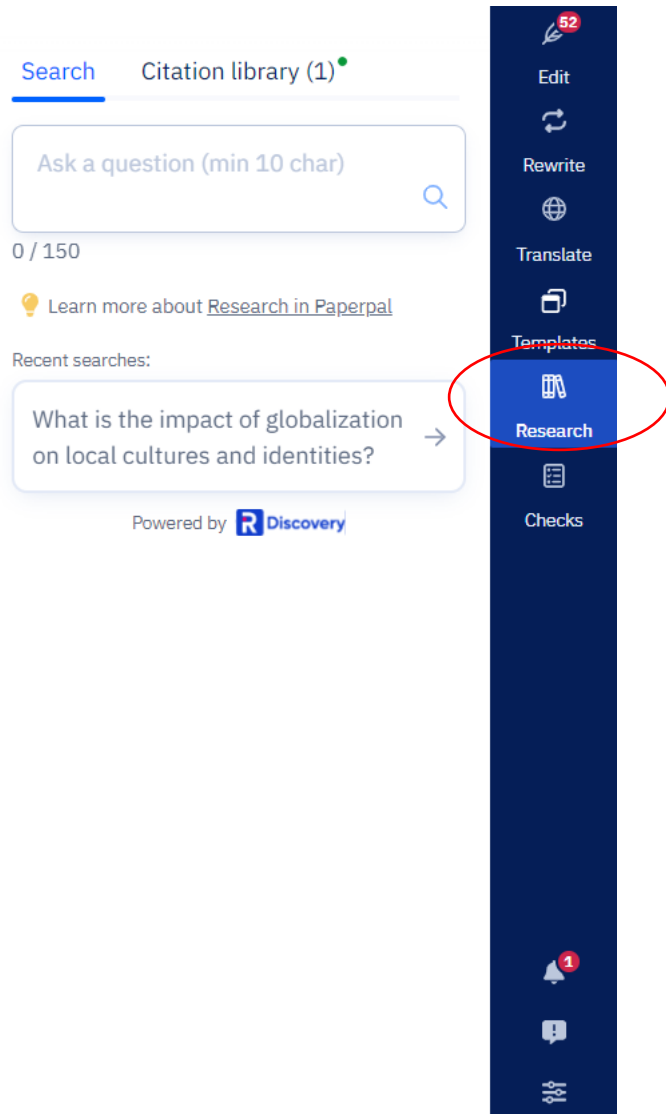 Search
Citation library (1)
Ask a question (min 10 char)
0 / 150
Learn more about Research in Paperpal
Recent searches:
What is the impact of globalization
on local cultures and identities?
Powered by R Discovery
52
Edit
Rewrite
Translate
Templates
Research
Checks
1